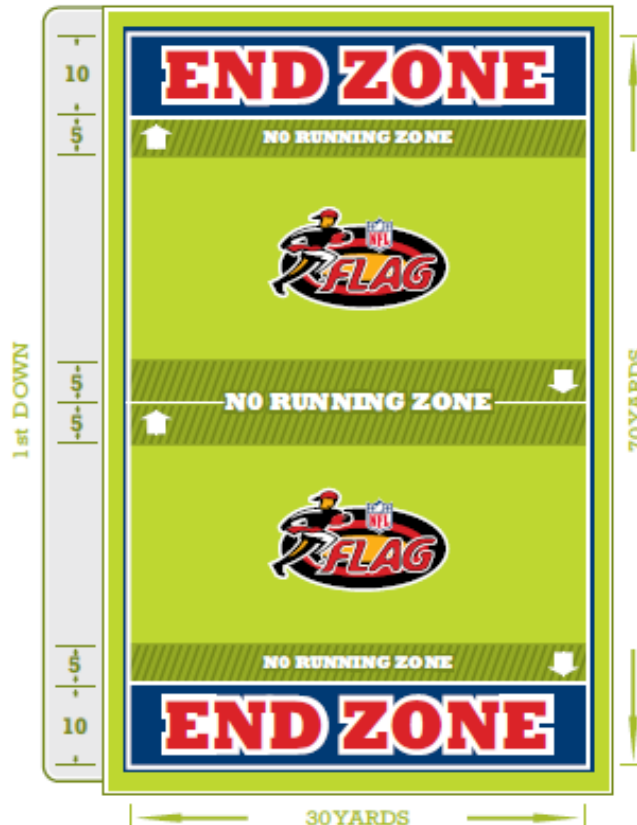 10
END ZONE
5
NO RUNNING ZONE
NFL
FLAG
1st DOWN
5
NO RUNNING ZONE
5
70 YARDS
NFL
FLAG
5
NO RUNNING ZONE
10
END ZONE
30 YARDS